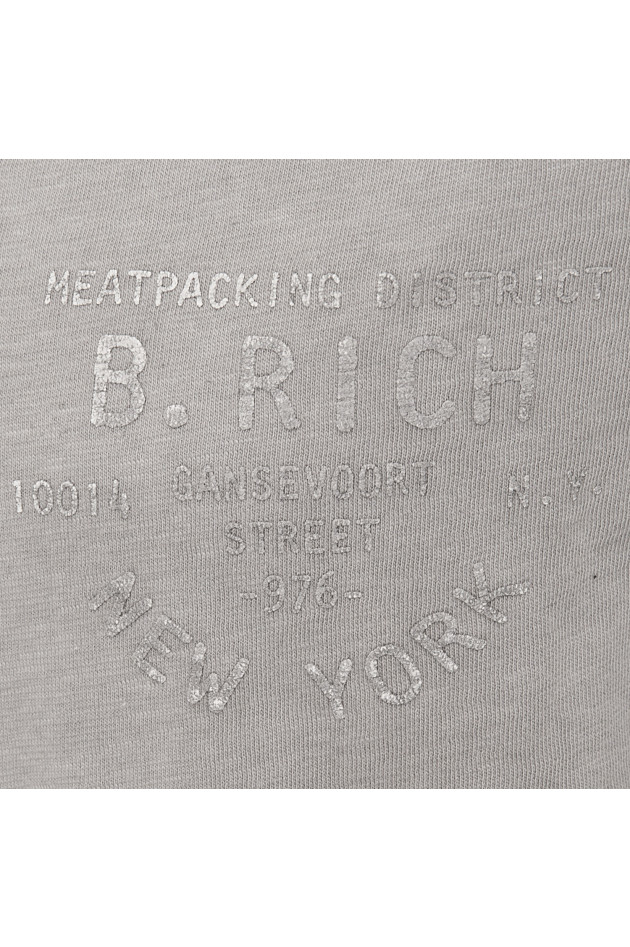 MEATPACKING DISTRICT
B. RICH
10014 GANSEVOORT N.Y.
STREET
-976-
NEW YORK